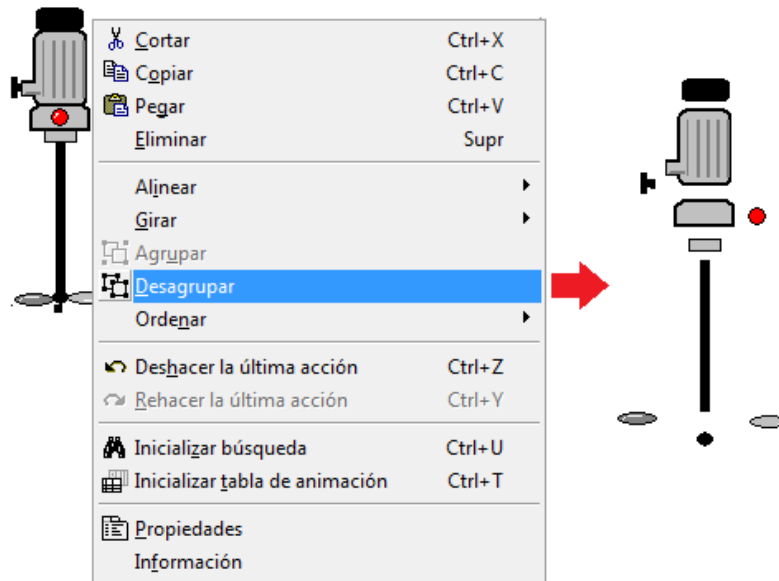 Cortar Ctrl+X
Copiar Ctrl+C
Pegar Ctrl+V
Eliminar Supr
Alinear
Girar
Agrupar
Desagrupar
Ordenar
Deshacer la última acción Ctrl+Z
Rehacer la última acción Ctrl+Y
Inicializar búsqueda Ctrl+U
Inicializar tabla de animación Ctrl+T
Propiedades
Información